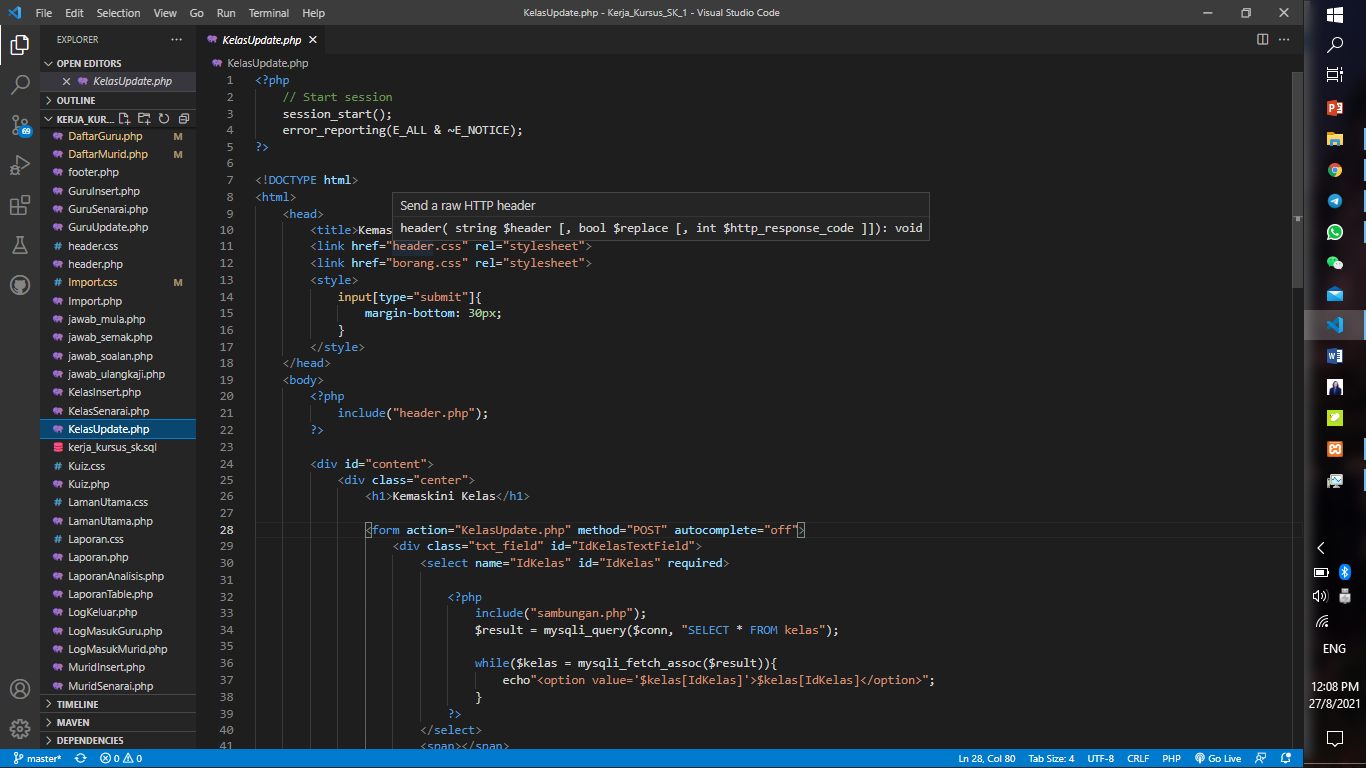 File Edit Selection View Go Run Terminal Help
KelasUpdate.php - Kerja_Kursus_SK_1 - Visual Studio Code
EXPLORER
OPEN EDITORS
KelasUpdate.php
OUTLINE
KERJA_KUR...
69
DaftarGuru.php M
DaftarMurid.php M
footer.php
GuruInsert.php
GuruSenarai.php
GuruUpdate.php
# header.css
header.php
# Import.css M
Import.php
jawab_mula.php
jawab_semak.php
jawab_soalan.php
jawab_ulangkaji.php
KelasInsert.php
KelasSenarai.php
KelasUpdate.php
kerja_kursus_sk.sql
# Kuiz.css
Kuiz.php
# LamanUtama.css
LamanUtama.php
# Laporan.css
Laporan.php
LaporanAnalisis.php
LaporanTable.php
LogKeluar.php
LogMasukGuru.php
LogMasukMurid.php
MuridInsert.php
MuridSenarai.php
TIMELINE
MAVEN
DEPENDENCIES
KelasUpdate.php
KelasUpdate.php
1 <?php
2 // Start session
3 session_start();
4 error_reporting(E_ALL & ~E_NOTICE);
5 ?>
6
7 <!DOCTYPE html>
8 <html>
9 <head>
Send a raw HTTP header
header( string $header [, bool $replace [, int $http_response_code ]]): void
10 <title>Kemas
11 <link href="header.css" rel="stylesheet">
12 <link href="borang.css" rel="stylesheet">
13 <style>
14 input[type="submit"]{
15 margin-bottom: 30px;
16 }
17 </style>
18 </head>
19 <body>
20 <?php
21 include("header.php");
22 ?>
23
24 <div id="content">
25 <div class="center">
26 <h1>Kemaskini Kelas</h1>
27
28 <form action="KelasUpdate.php" method="POST" autocomplete="off">
29 <div class="txt_field" id="IdKelasTextField">
30 <select name="IdKelas" id="IdKelas" required>
31
32 <?php
33 include("sambungan.php");
34 $result = mysqli_query($conn, "SELECT * FROM kelas");
35
36 while($kelas = mysqli_fetch_assoc($result)){
37 echo"<option value='$kelas[IdKelas]'>$kelas[IdKelas]</option>";
38 }
39 ?>
40 </select>
41 <span></span>
master* 0 0
Ln 28, Col 80 Tab Size: 4 UTF-8 CRLF PHP Go Live
ENG
12:08 PM
27/8/2021